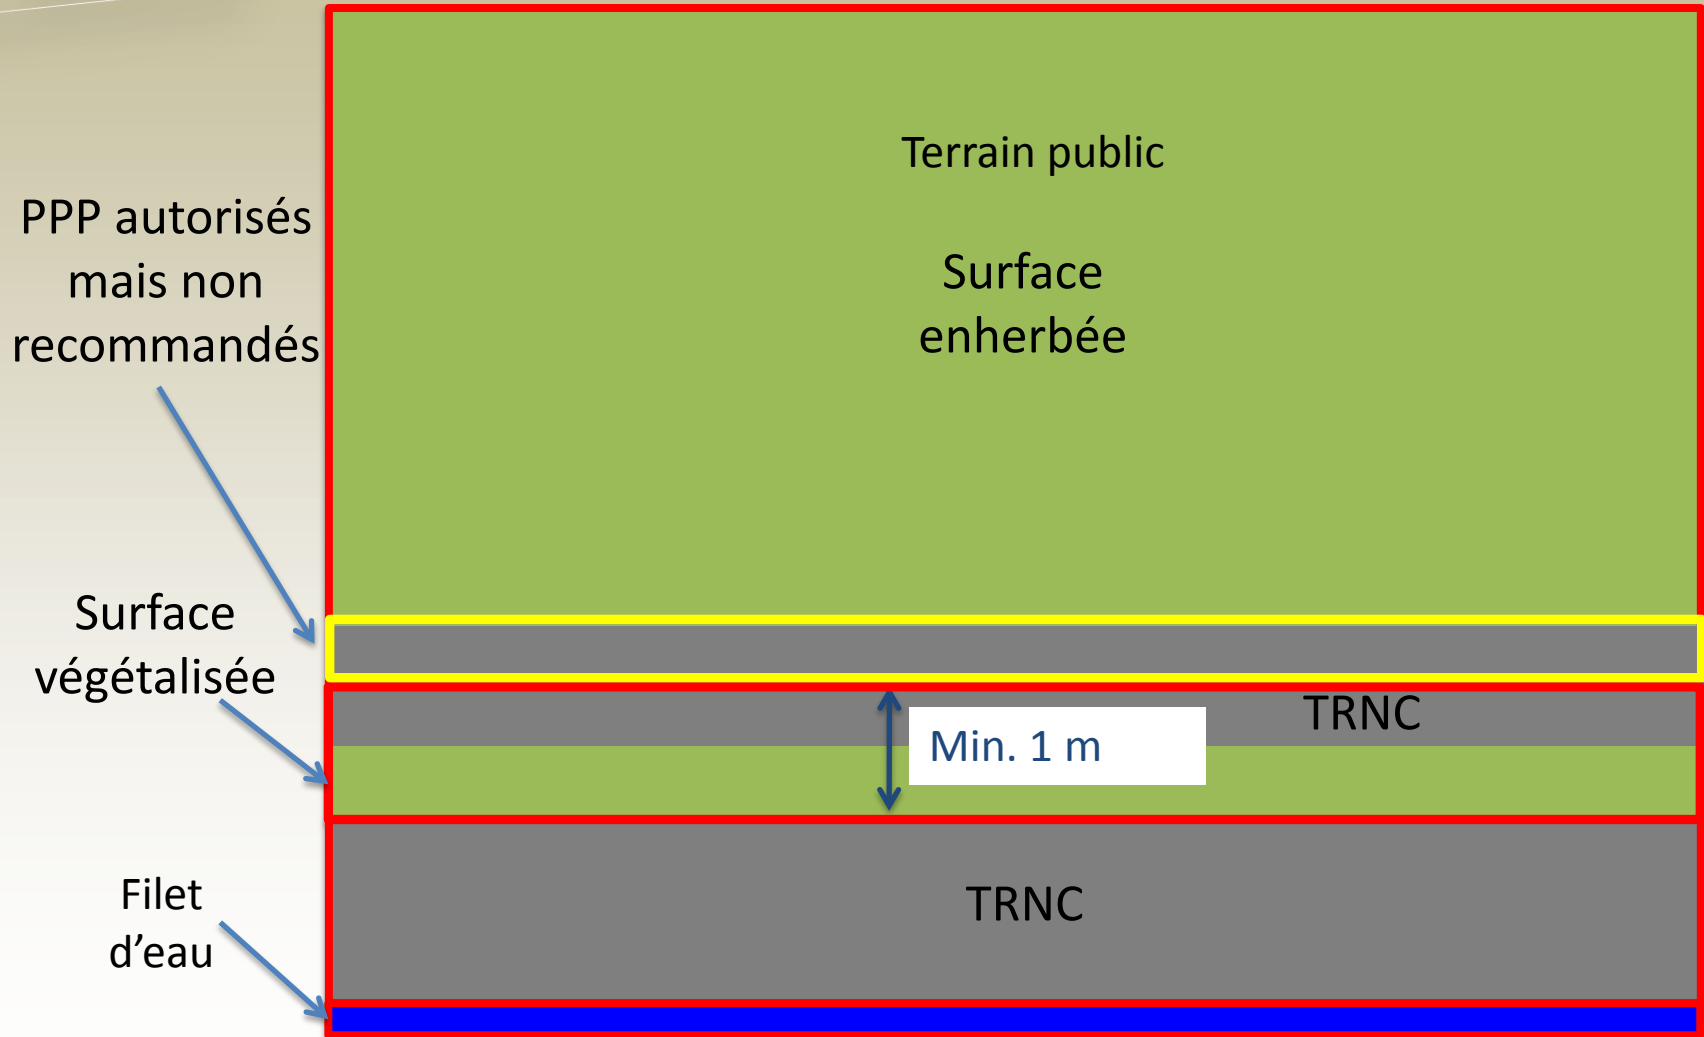 Terrain public
PPP autorisés
mais non
recommandés
Surface
enherbée
Surface
végétalisée
TRNC
Min. 1 m
Filet
d’eau
TRNC